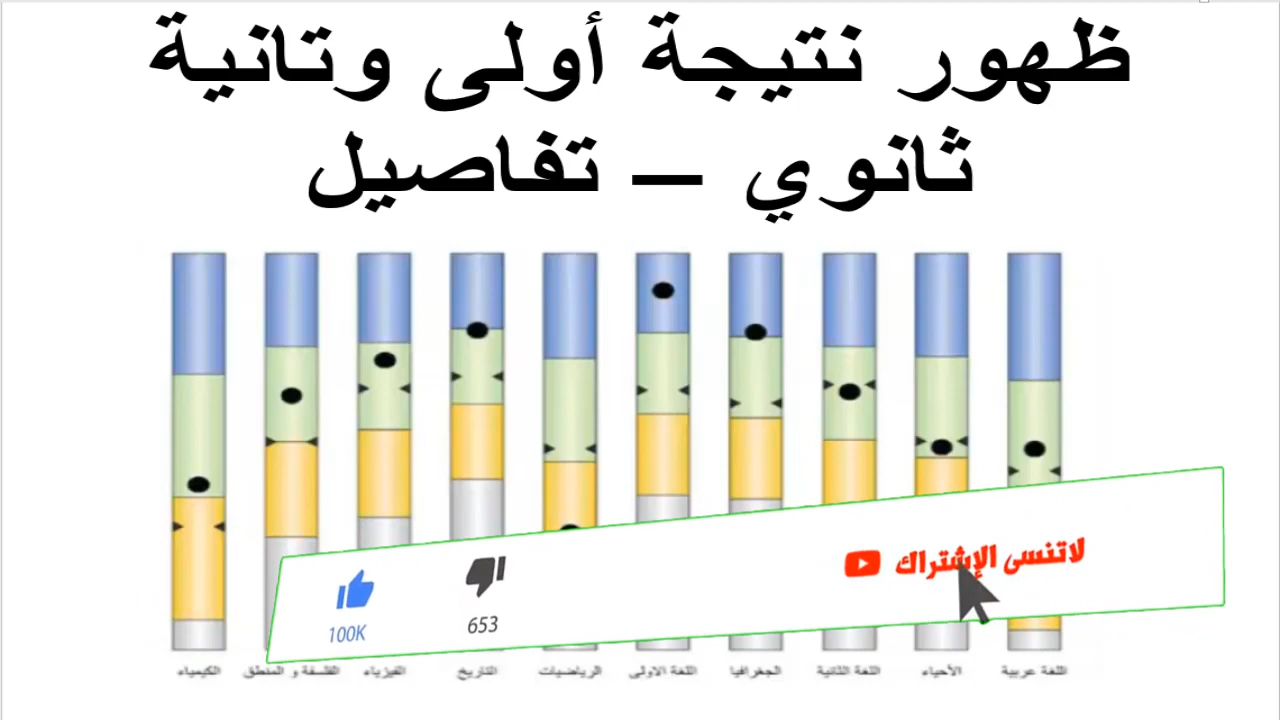 ظهور نتيجة أولى وتانية
ثانوي – تفاصيل
لاتنسى الإشتراك
100K
653
اللغة عربية
الأحياء
اللغة الثانية
الجغرافيا
اللغة الاولى
الرياضيات
التاريخ
الفيزياء
الفلسفة و المنطق
الكيمياء